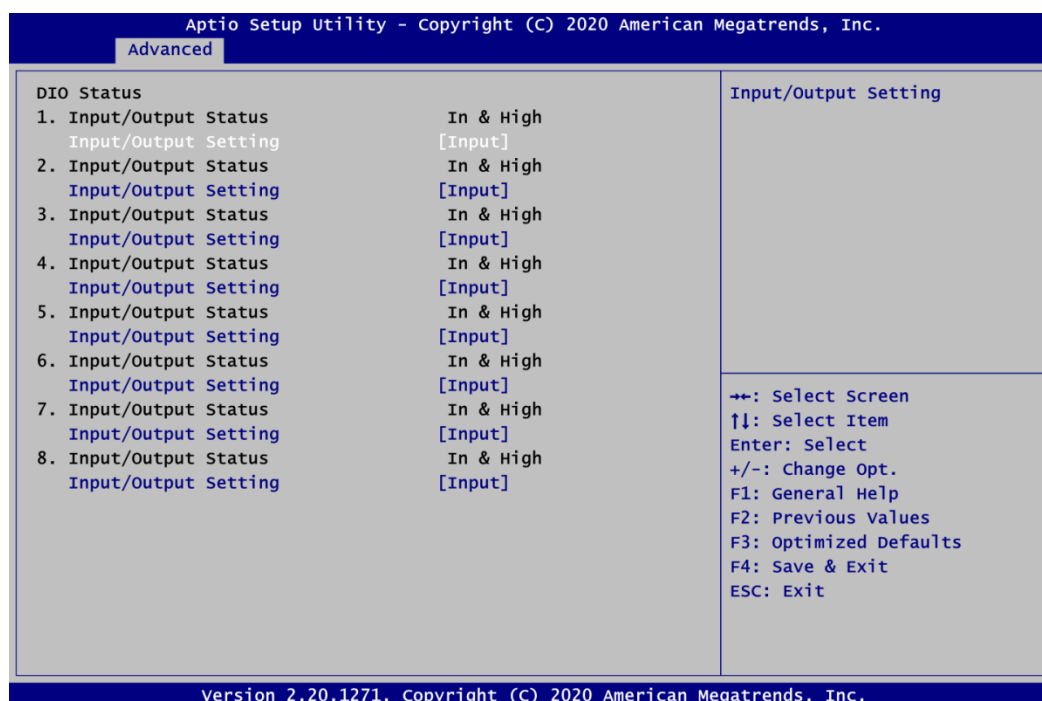 Aptio Setup Utility – Copyright (C) 2020 American Megatrends, Inc.
Advanced
DIO Status
1. Input/Output Status In & High
Input/Output Setting [Input]
2. Input/Output Status In & High
Input/Output Setting [Input]
3. Input/Output Status In & High
Input/Output Setting [Input]
4. Input/Output Status In & High
Input/Output Setting [Input]
5. Input/Output Status In & High
Input/Output Setting [Input]
6. Input/Output Status In & High
Input/Output Setting [Input]
7. Input/Output Status In & High
Input/Output Setting [Input]
8. Input/Output Status In & High
Input/Output Setting [Input]
Input/Output Setting
→←: Select Screen
↑↓: Select Item
Enter: Select
+/-: Change Opt.
F1: General Help
F2: Previous Values
F3: Optimized Defaults
F4: Save & Exit
ESC: Exit
Version 2.20.1271. Copyright (C) 2020 American Megatrends, Inc.